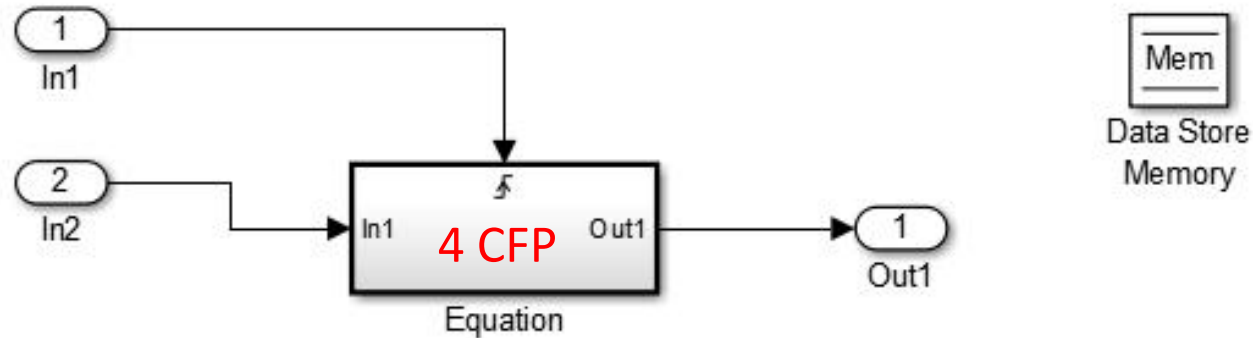 1
In1
2
In2
In1
4 CFP
Out1
Equation
1
Out1
Mem
Data Store
Memory